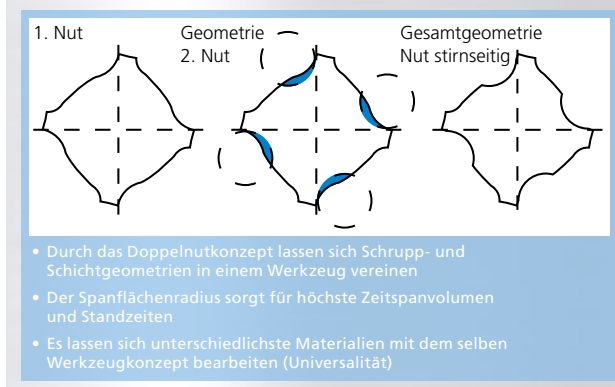 1. Nut
Geometrie
2. Nut
Gesamtgeometrie
Nut stirnseitig
• Durch das Doppelnutkonzept lassen sich Schrupp- und
Schichtgeometrien in einem Werkzeug vereinen
• Der Spanflächenradius sorgt für höchste Zeitspanvolumen
und Standzeiten
• Es lassen sich unterschiedlichste Materialien mit dem selben
Werkzeugkonzept bearbeiten (Universalität)